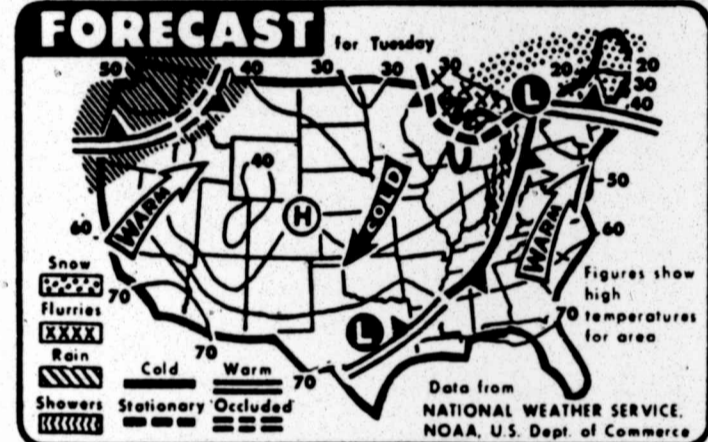 FORECAST
for Tuesday
50 40 30 30 30 20 20
30
40
L
40
WARM
H
COLD
WARM
50
60
60
Snow
Flurries
Rain
Showers
70
70
70
70
L
Cold Warm
Stationary Occluded
Figures show
high
temperatures
for area
Data from
NATIONAL WEATHER SERVICE,
NOAA, U.S. Dept. of Commerce